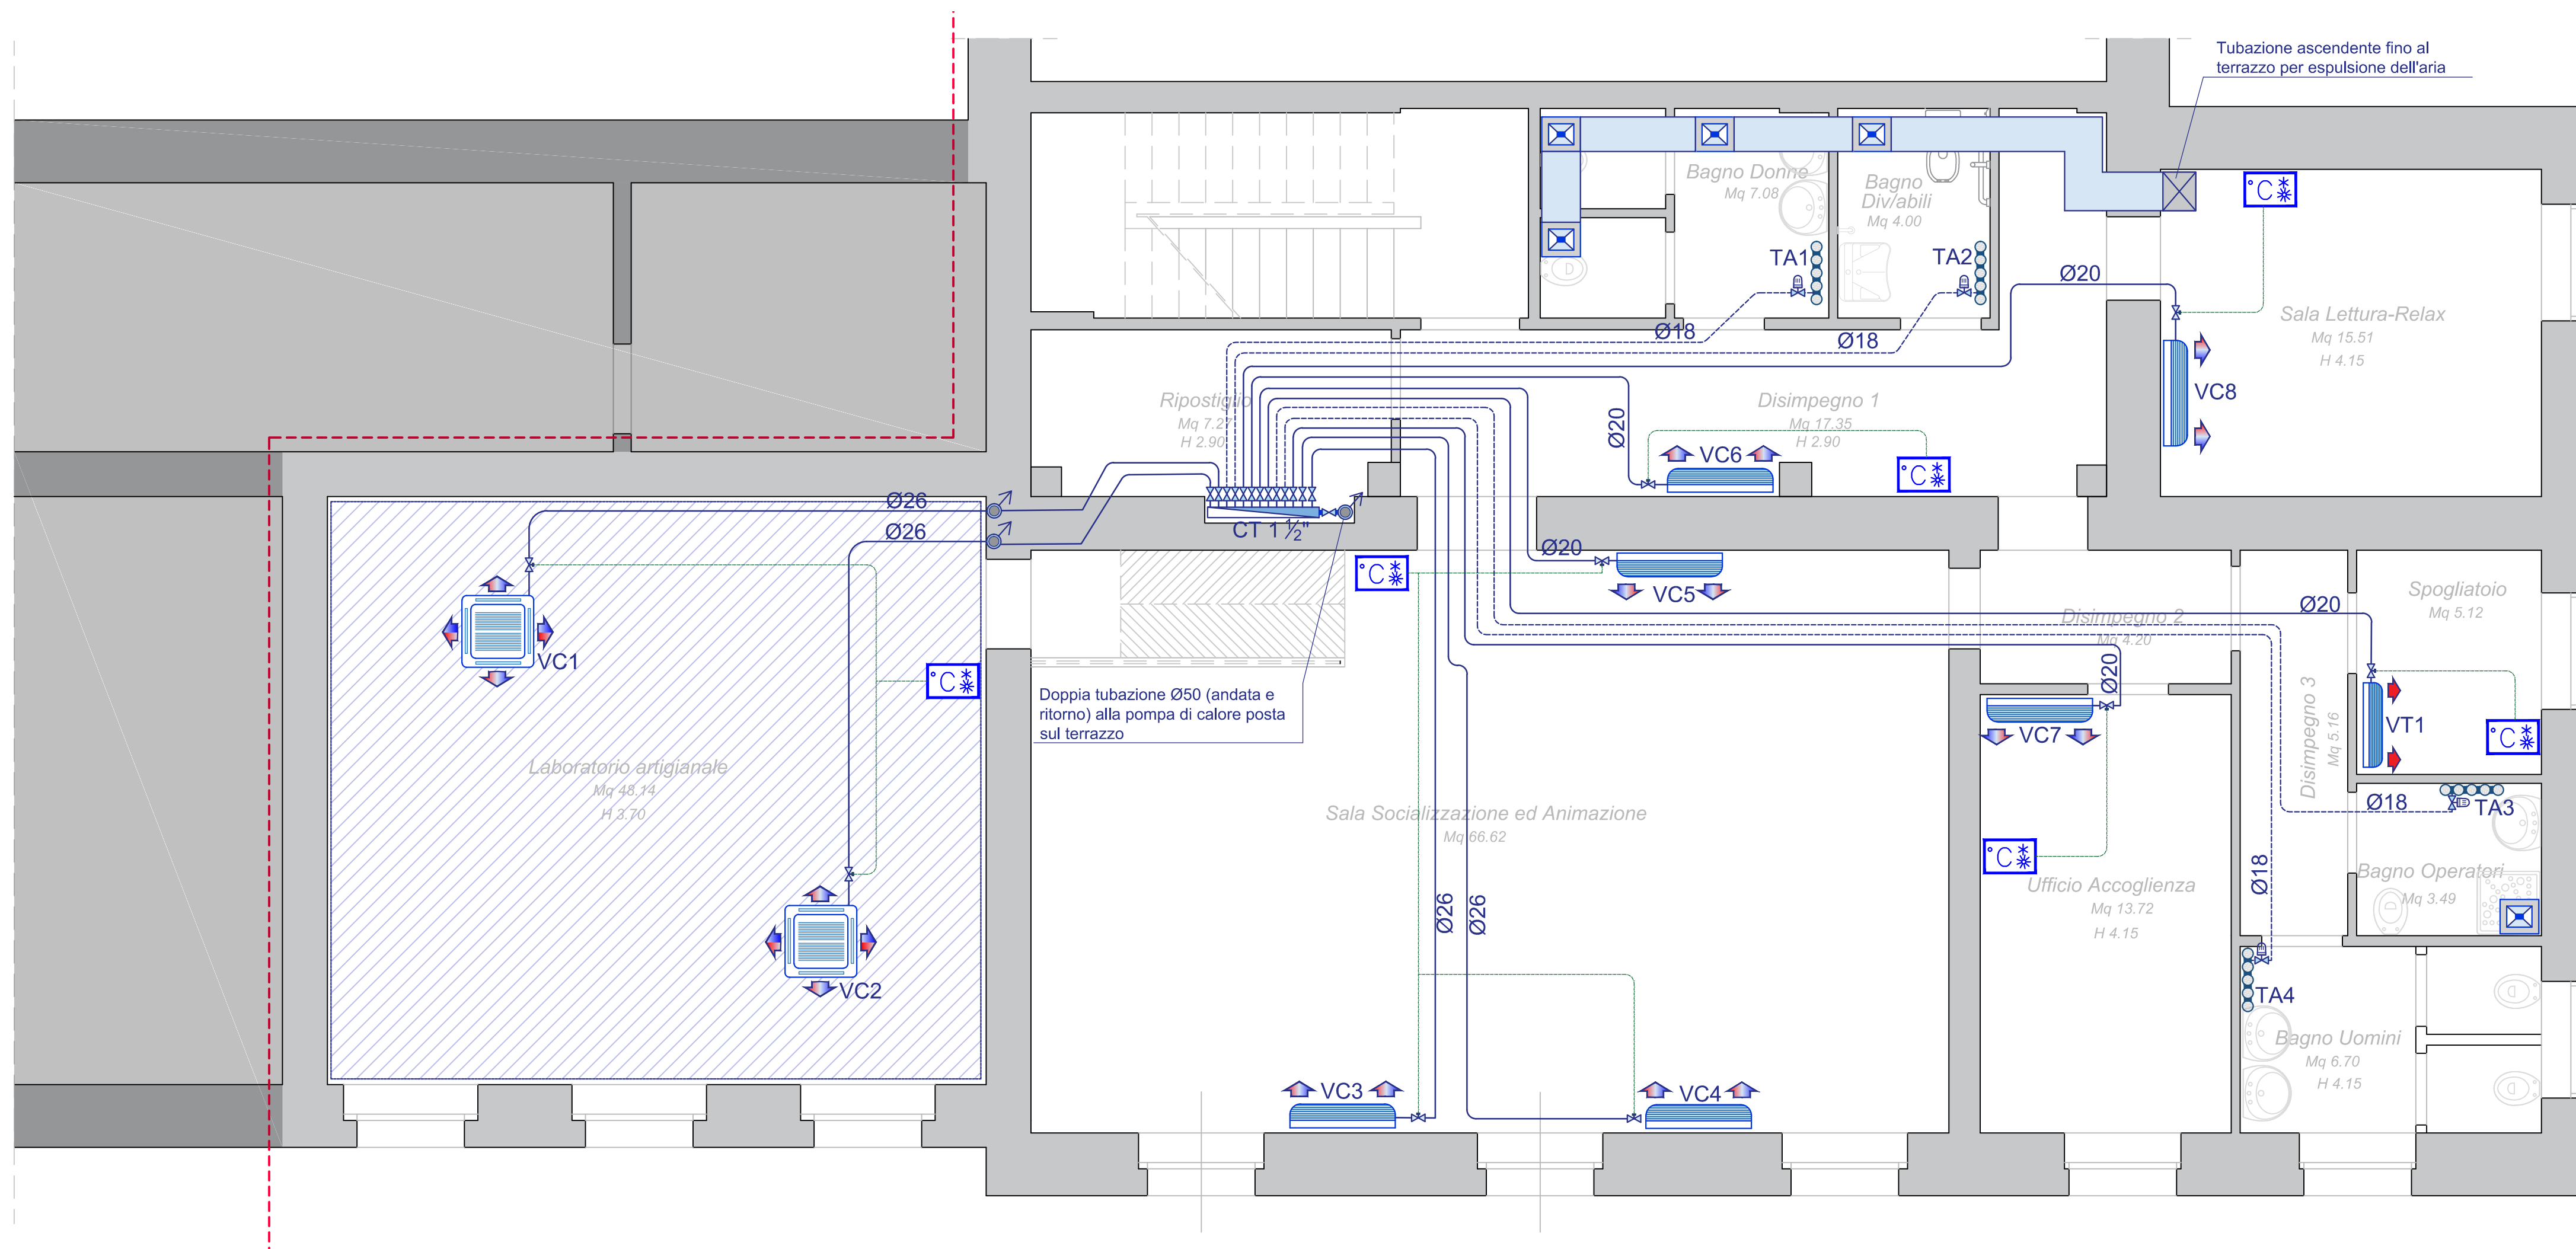 Tubazione ascendente fino al
terrazzo per espulsione dell'aria
°C
Bagno Donne
Mq 7.08
Bagno
Div/abili
Mq 4.00
TA1
TA2
Ø20
Ø18
Ø18
Sala Lettura-Relax
Mq 15.51
H 4.15
VC8
Ripostiglio
Mq 7.27
H 2.90
Disimpegno 1
Mq 17.35
H 2.90
Ø20
VC6
°C
Ø26
Ø26
CT 1 ½"
Ø20
°C
VC5
VC1
°C
Doppia tubazione Ø50 (andata e
ritorno) alla pompa di calore posta
sul terrazzo
Disimpegno 2
Mq 4.20
Ø20
Ø20
Spogliatoio
Mq 5.12
VC7
Disimpegno 3
Mq 5.16
VT1
°C
Laboratorio artigianale
Mq 48.14
H 3.70
Sala Socializzazione ed Animazione
Mq 66.62
Ø18
TA3
°C
Ufficio Accoglienza
Mq 13.72
H 4.15
Bagno Operatori
Mq 3.49
Ø18
Ø26
Ø26
VC2
TA4
Bagno Uomini
Mq 6.70
H 4.15
VC3
VC4